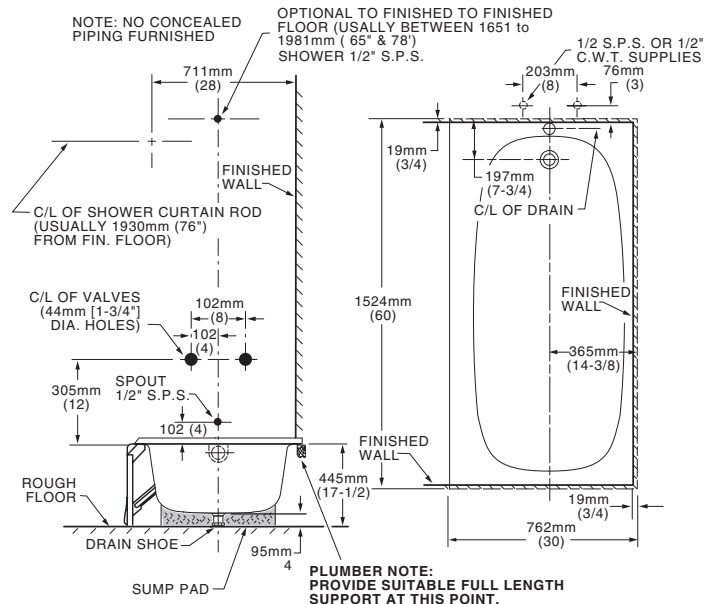 NOTE: NO CONCEALED
PIPING FURNISHED
OPTIONAL TO FINISHED TO FINISHED
FLOOR (USALLY BETWEEN 1651 to
1981mm ( 65" & 78')
SHOWER 1/2" S.P.S.
711mm
(28)
FINISHED
WALL
C/L OF SHOWER CURTAIN ROD
(USUALLY 1930mm (76")
FROM FIN. FLOOR)
C/L OF VALVES
(44mm [1-3/4"]
DIA. HOLES)
102mm
(8)
102
(4)
305mm
(12)
SPOUT
1/2" S.P.S.
102 (4)
ROUGH
FLOOR
445mm
(17-1/2)
DRAIN SHOE
95mm
4
SUMP PAD
PLUMBER NOTE:
PROVIDE SUITABLE FULL LENGTH
SUPPORT AT THIS POINT.
1/2 S.P.S. OR 1/2"
C.W.T. SUPPLIES
203mm
(8)
76mm
(3)
19mm
(3/4)
197mm
(7-3/4)
C/L OF DRAIN
1524mm
(60)
FINISHED
WALL
365mm
(14-3/8)
FINISHED
WALL
19mm
(3/4)
762mm
(30)